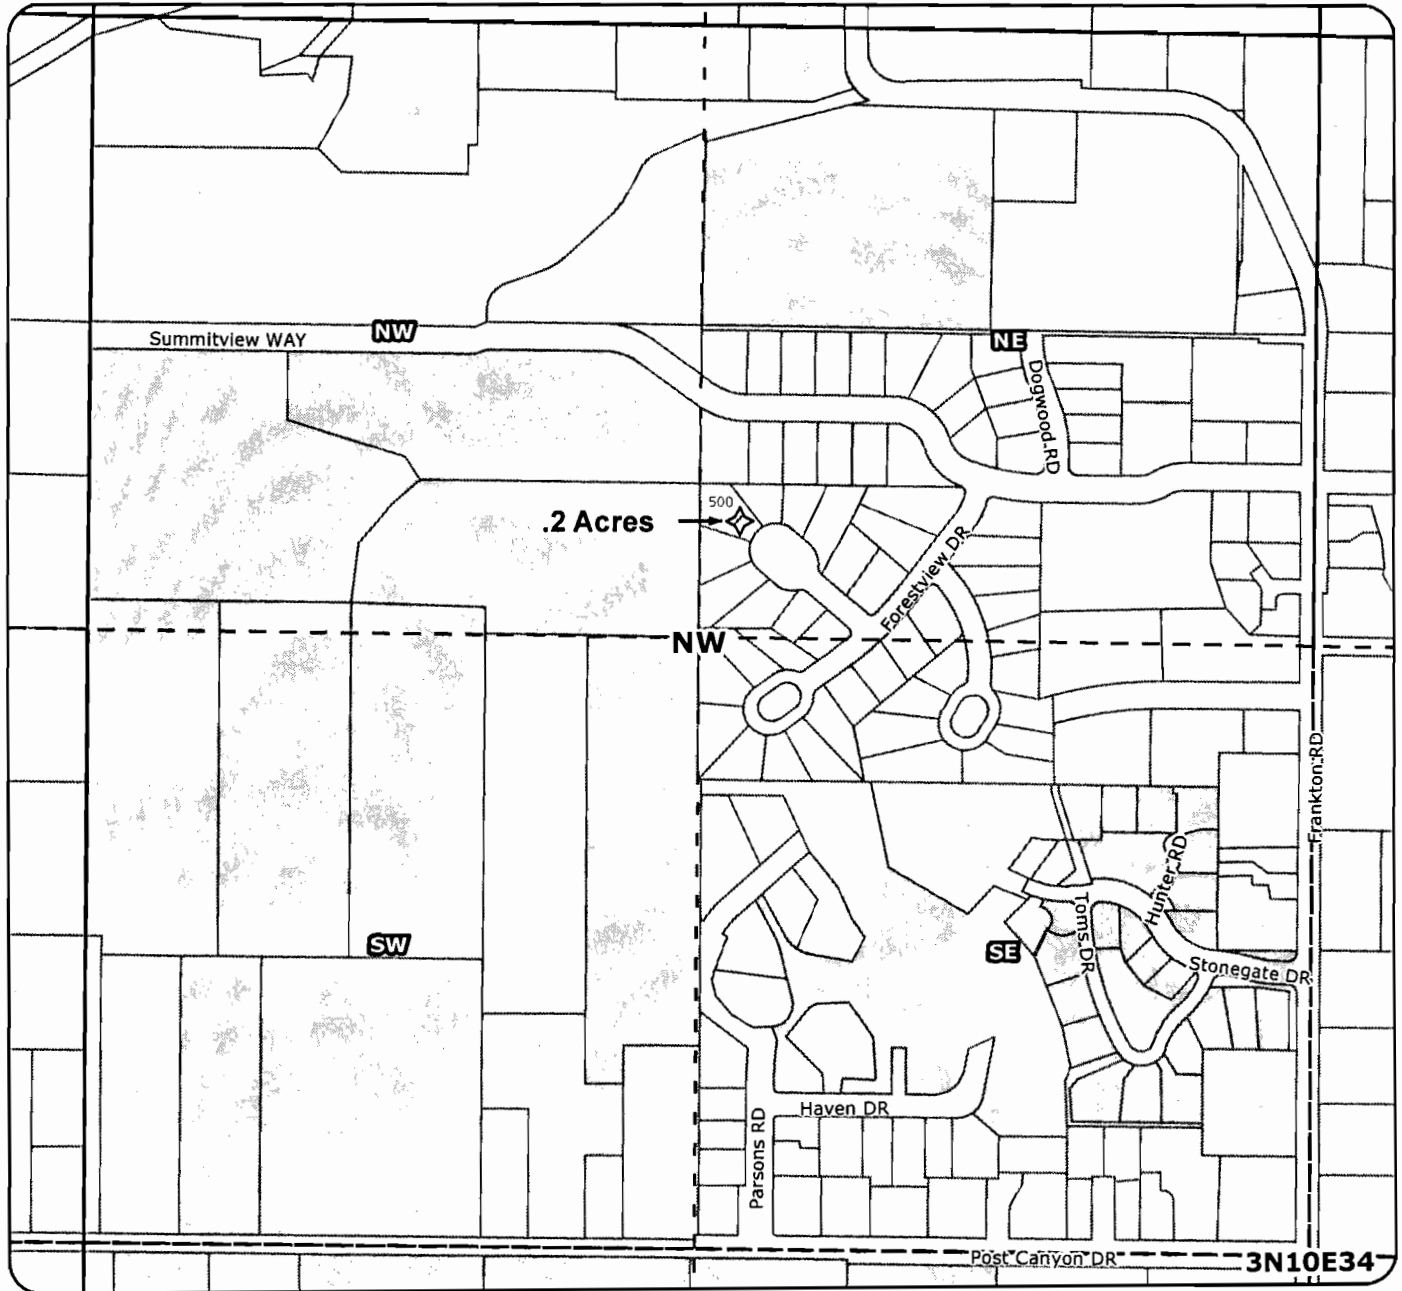 Summitview WAY
NW
NE
Dogwood RD
500
.2 Acres
Forestview DR
NW
Frankton RD
Hunter RD
Toms DR
SW
SE
Stonegate DR
Haven DR
Parsons RD
Post Canyon DR
3N10E34